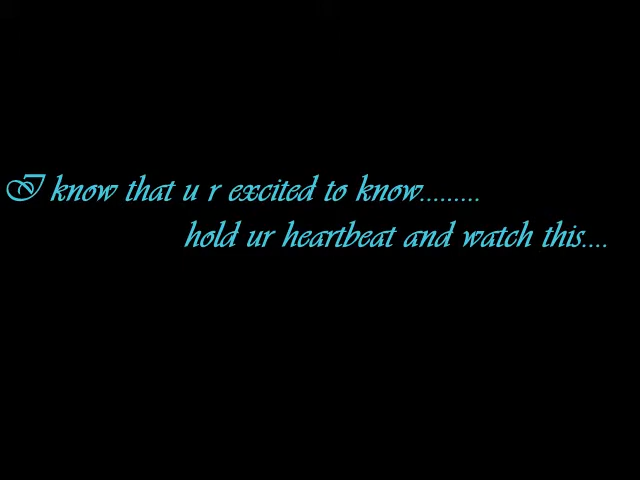 I know that u r excited to know.........
hold ur heartbeat and watch this....